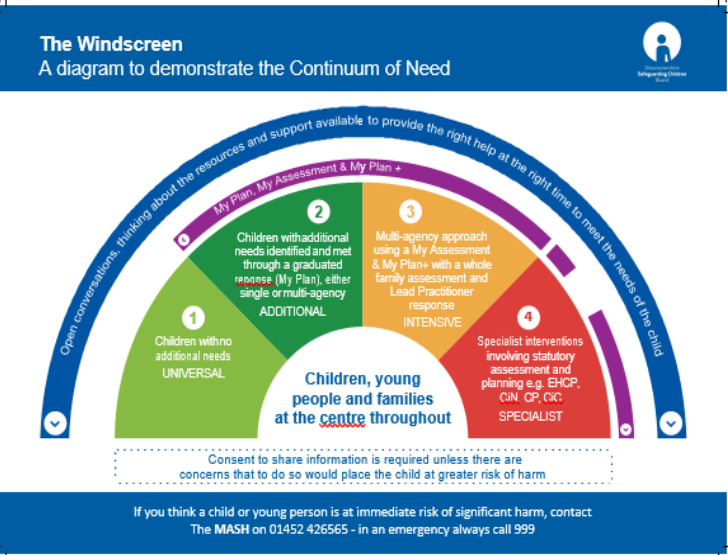 The Windscreen
A diagram to demonstrate the Continuum of Need
Gloucestershire
Safeguarding Children
Board
Open conversations, thinking about the resources and support available to provide the right help at the right time to meet the needs of the child
My Plan, My Assessment & My Plan +
1
Children withno
additional needs
UNIVERSAL
2
Children withadditional
needs identified and met
through a graduated
reponse (My Plan), either
single or multi-agency
ADDITIONAL
3
Multi-agency approach
using a My Assessment
& My Plan+ with a whole
family assessment and
Lead Practitioner
response
INTENSIVE
4
Specialist interventions
involving statutory
assessment and
planning e.g. EHCP,
CiN, CP, CiC
SPECIALIST
Children, young
people and families
at the centre throughout
Consent to share information is required unless there are
concerns that to do so would place the child at greater risk of harm
If you think a child or young person is at immediate risk of significant harm, contact
The MASH on 01452 426565 - in an emergency always call 999